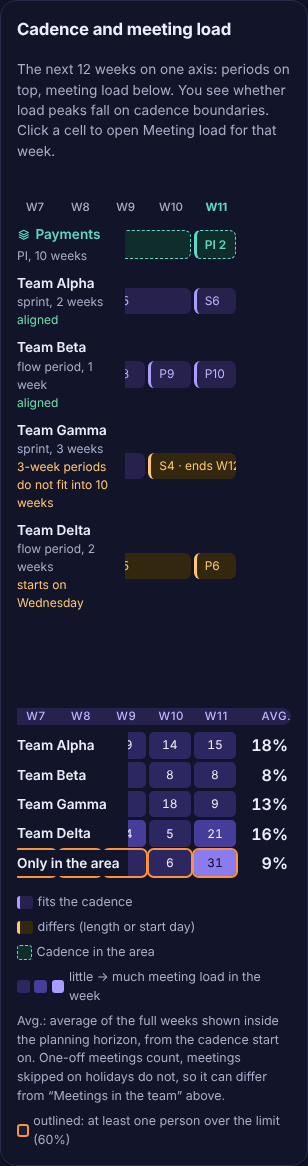 Cadence and meeting load
The next 12 weeks on one axis: periods on
top, meeting load below. You see whether
load peaks fall on cadence boundaries.
Click a cell to open Meeting load for that
week.
W7 W8 W9 W10 W11
Payments PI 2
PI, 10 weeks
Team Alpha
sprint, 2 weeks S6
aligned
Team Beta
flow period, 1 P9 P10
week
aligned
Team Gamma
sprint, 3 weeks S4 · ends W12
3-week periods
do not fit into 10
weeks
Team Delta
flow period, 2 P6
weeks
starts on
Wednesday
W7 W8 W9 W10 W11 AVG.
Team Alpha 9 14 15 18%
Team Beta 8 8 8%
Team Gamma 18 9 13%
Team Delta 4 5 21 16%
Only in the area 6 31 9%
fits the cadence
differs (length or start day)
Cadence in the area
little → much meeting load in the
week
Avg.: average of the full weeks shown inside
the planning horizon, from the cadence start
on. One-off meetings count, meetings
skipped on holidays do not, so it can differ
from “Meetings in the team” above.
outlined: at least one person over the limit
(60%)